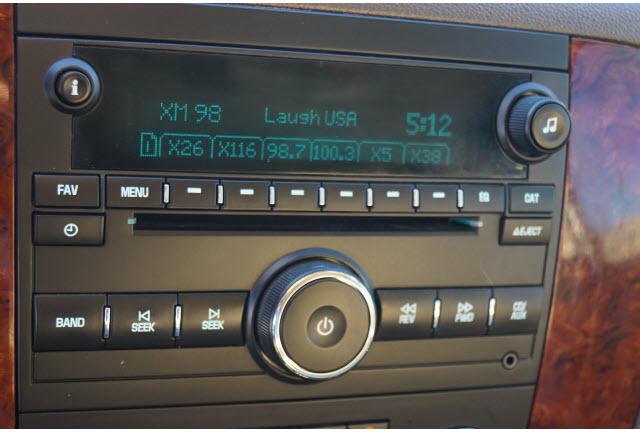 XM 98 Laugh USA 5:12
1 X26 X116 98.7 100.3 X5 X38
FAV MENU EQ CAT
EJECT
BAND SEEK SEEK REV FWD CD/AUX